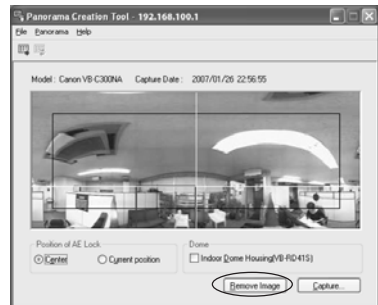 Panorama Creation Tool - 192.168.100.1
File Panorama Help
Model : Canon VB-C300NA Capture Date : 2007/01/26 22:56:55
Position of AE Lock
Center Current position
Dome
Indoor Dome Housing(VB-RD41S)
Remove Image Capture...